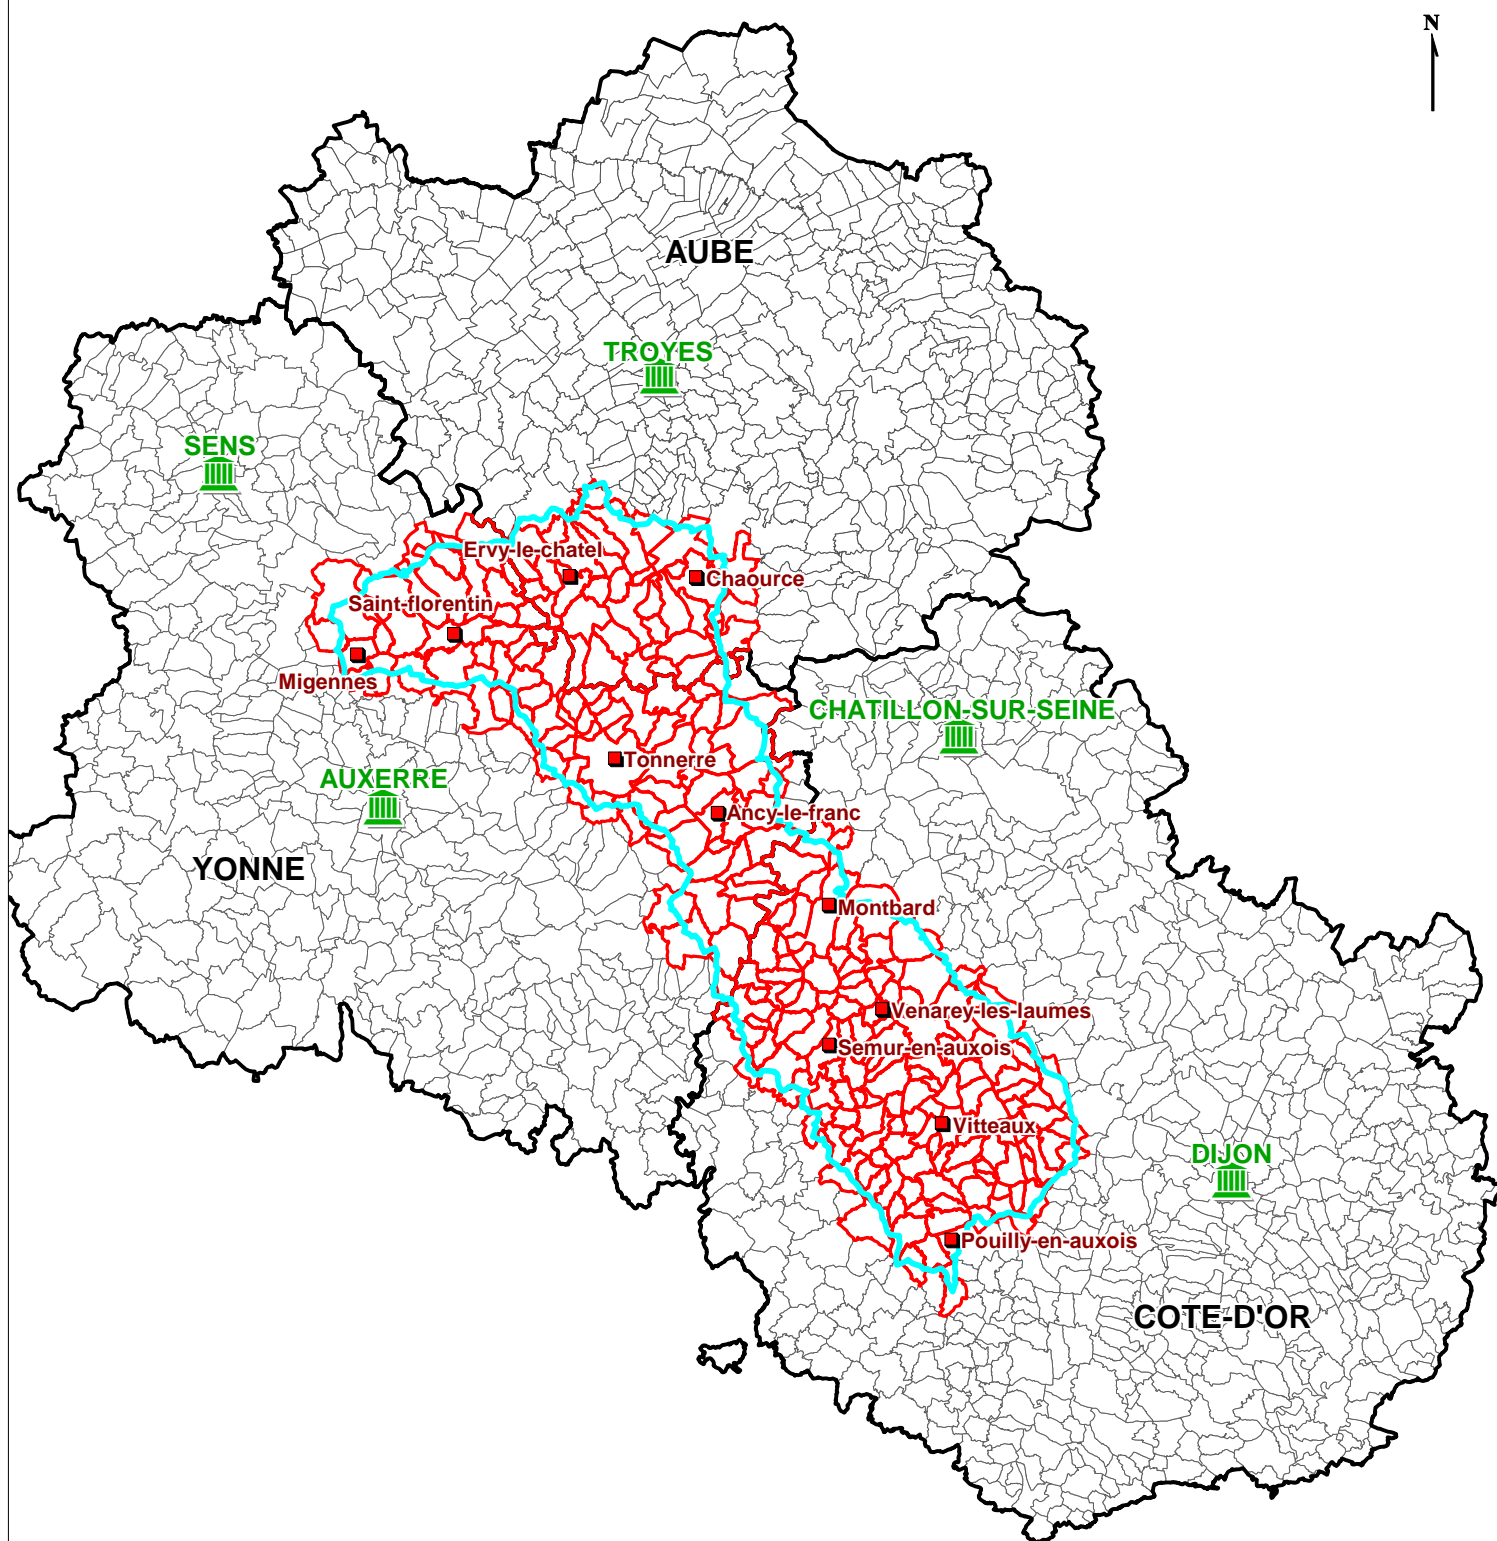 N
AUBE
TROYES
SENS
Ervy-le-chatel
Chaource
Saint-florentin
Migennes
CHATILLON-SUR-SEINE
Tonnerre
AUXERRE
Ancy-le-franc
YONNE
Montbard
Venarey-les-laumes
Semur-en-auxois
Vitteaux
DIJON
Pouilly-en-auxois
COTE-D'OR